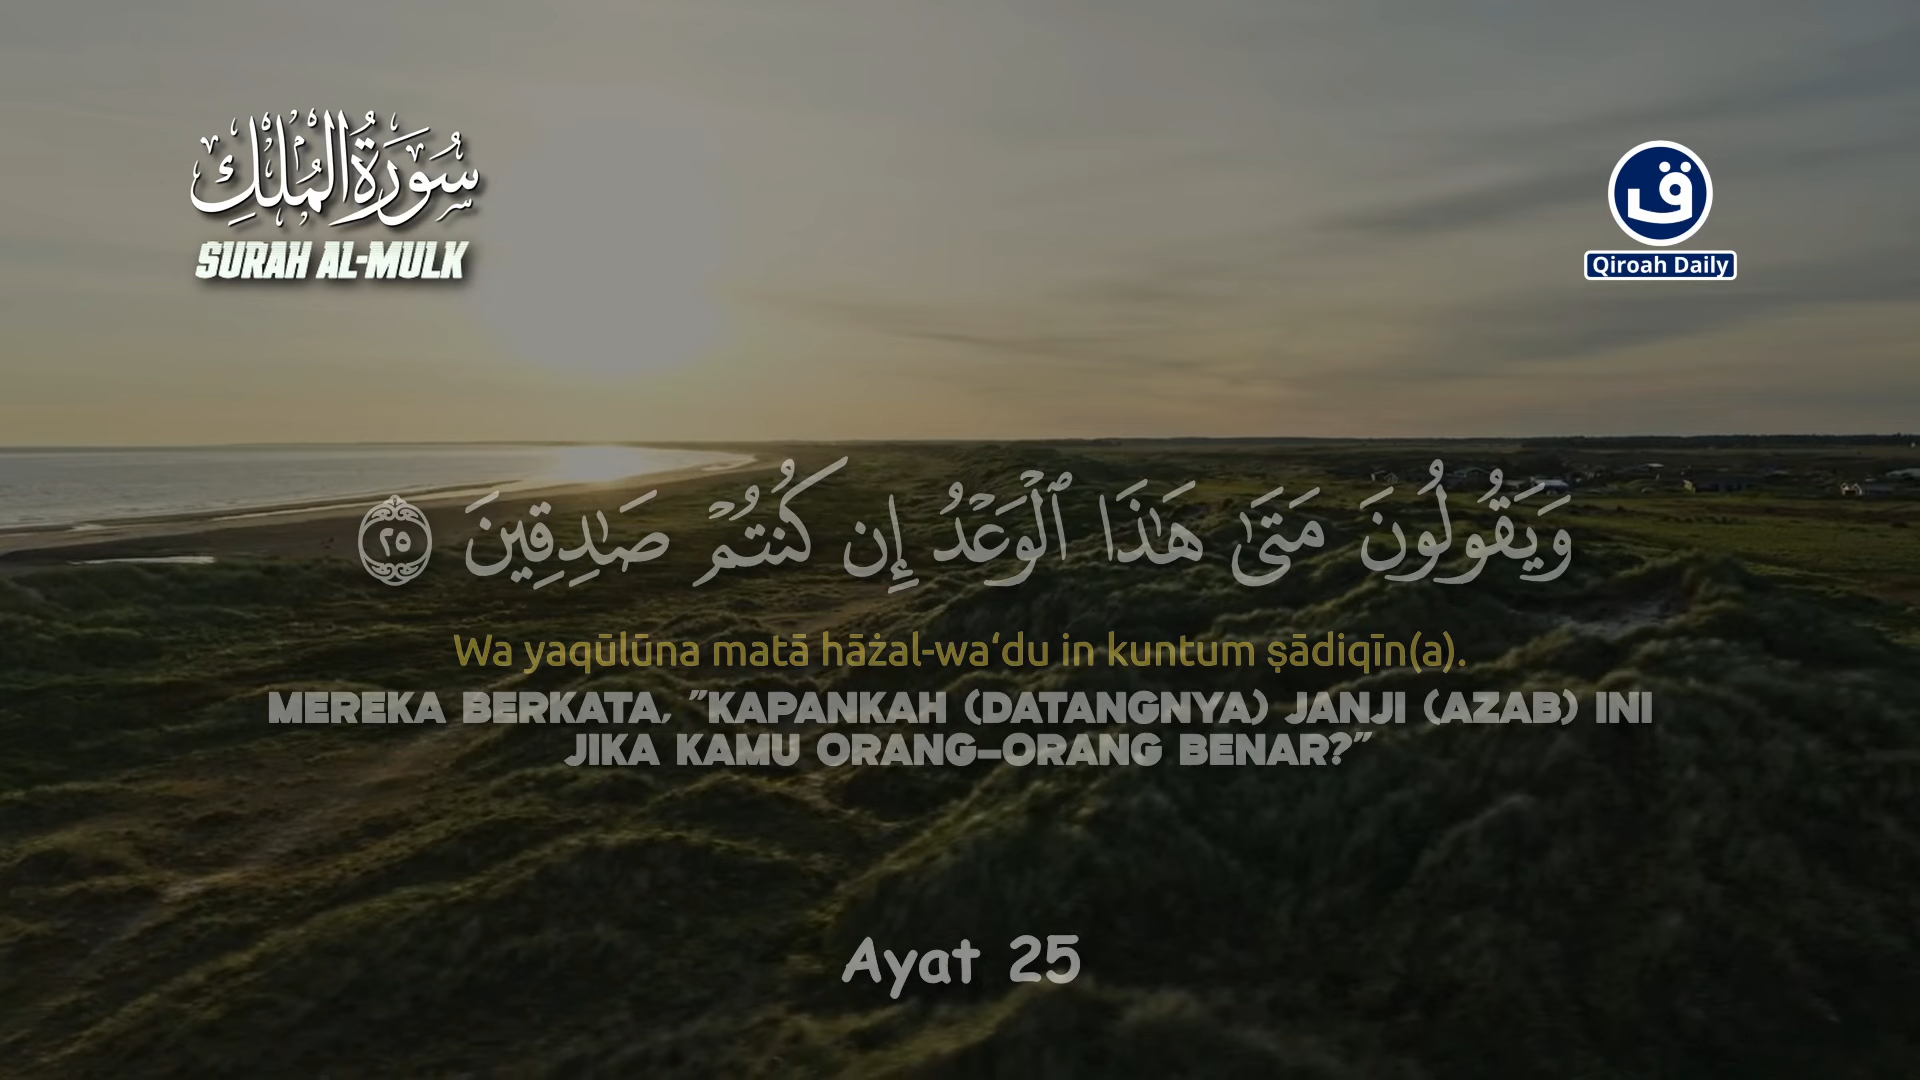 سُورَةُ الْمُلْكِ
SURAH AL-MULK
ق
Qiroah Daily
وَيَقُولُونَ مَتَىٰ هَٰذَا ٱلْوَعْدُ إِن كُنتُمْ صَٰدِقِينَ ٢٥
Wa yaqūlūna matā hāżal-wa‘du in kuntum ṣādiqīn(a).
MEREKA BERKATA, "KAPANKAH (DATANGNYA) JANJI (AZAB) INI
JIKA KAMU ORANG-ORANG BENAR?"
Ayat 25